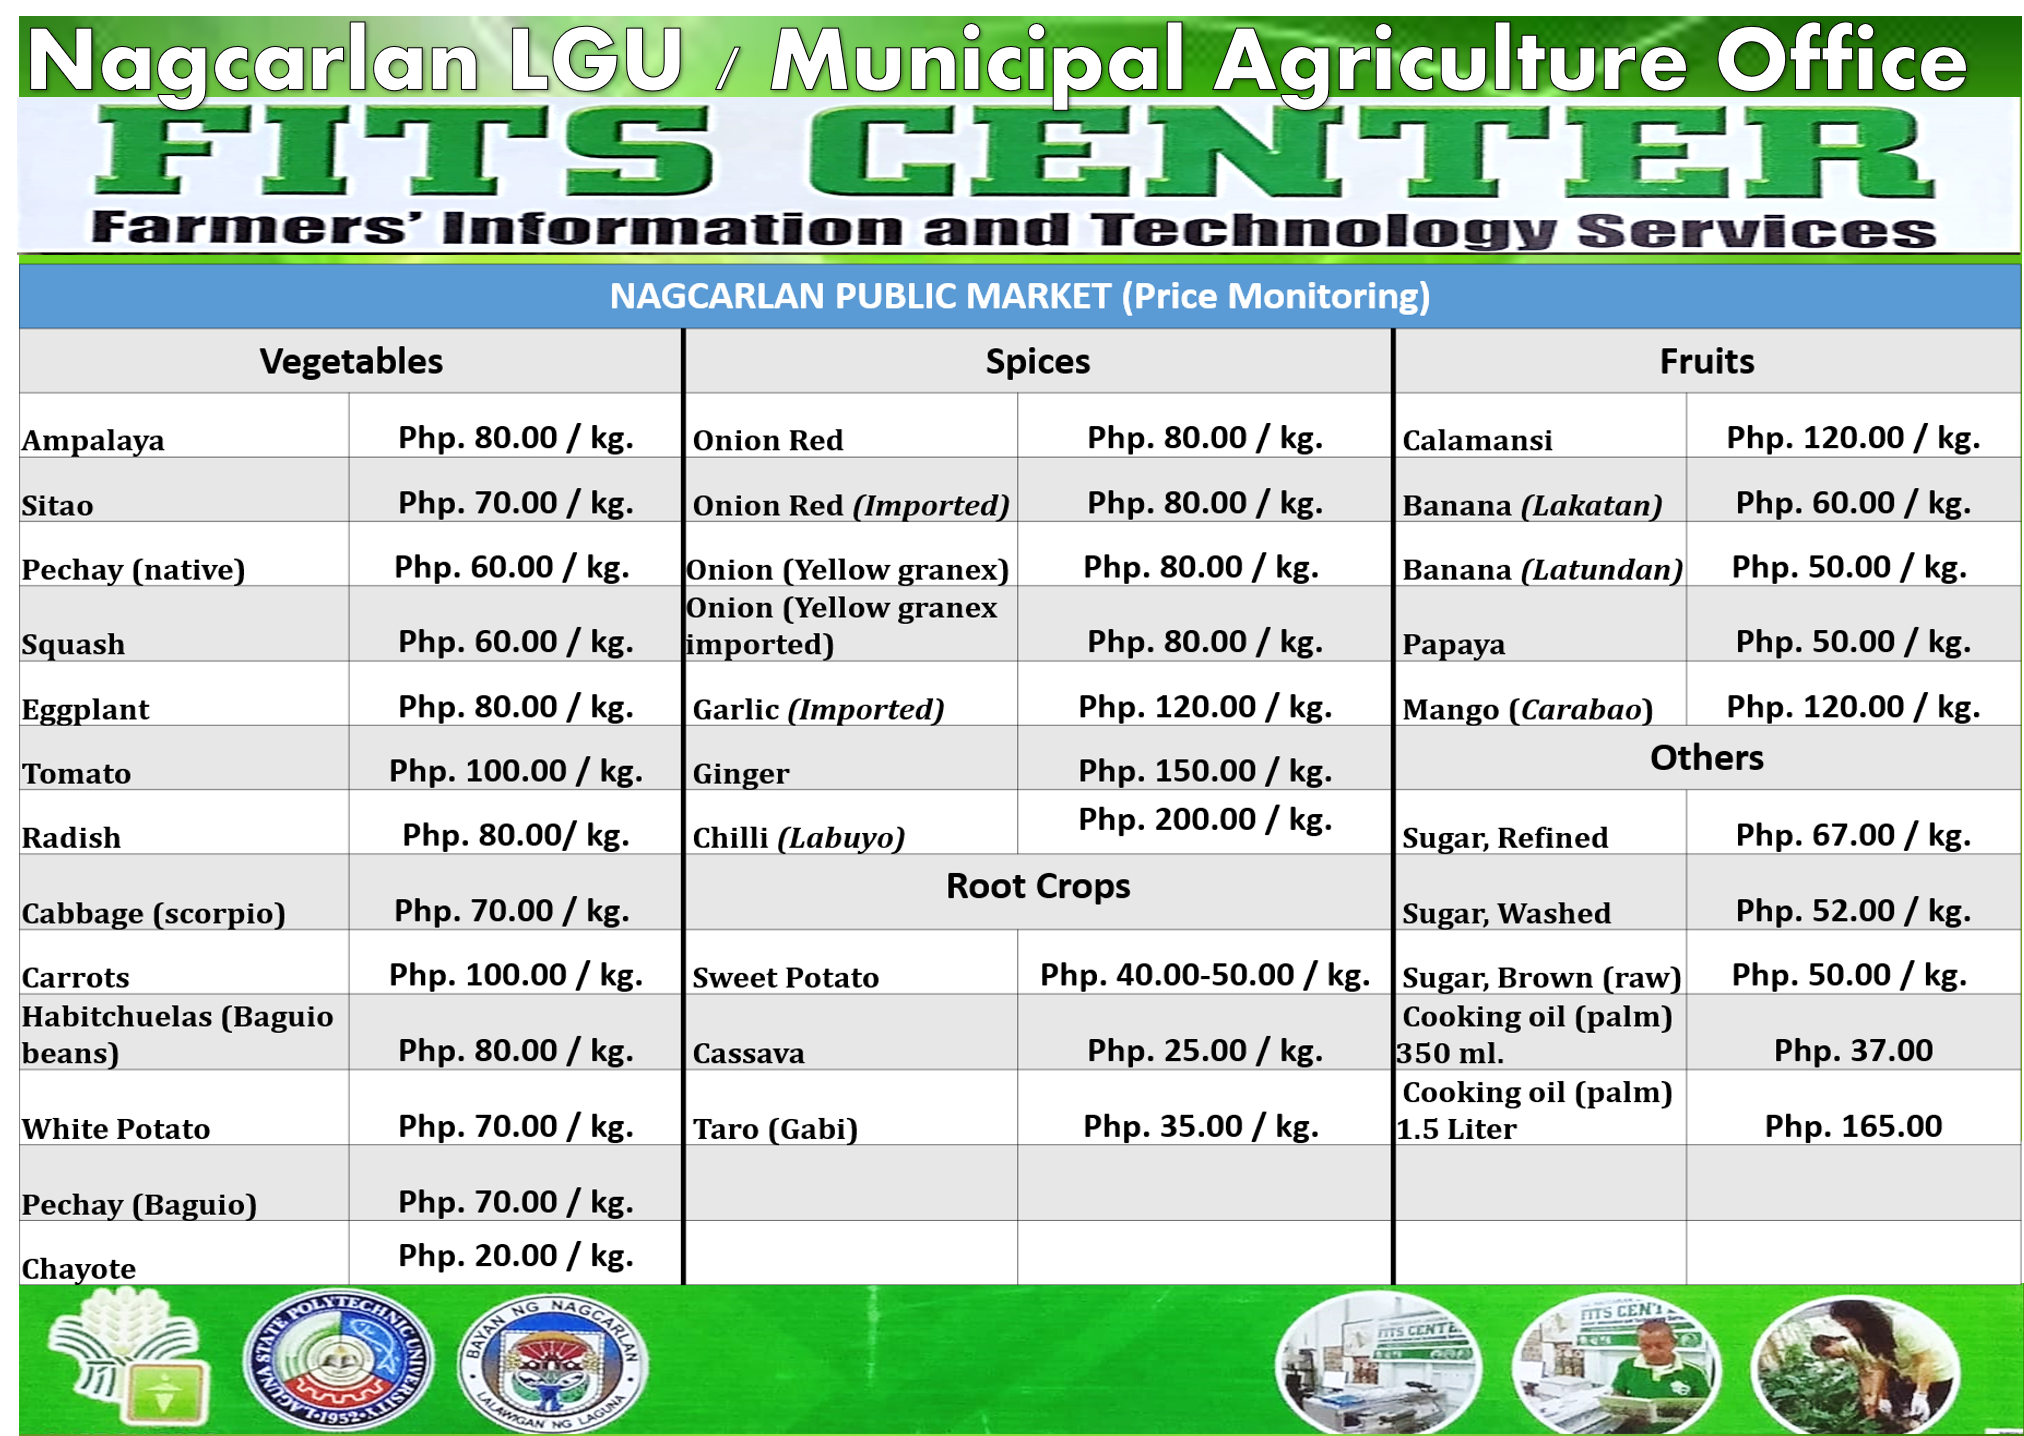 Nagcarlan LGU / Municipal Agriculture Office
FITS CENTER
Farmers' Information and Technology Services
NAGCARLAN PUBLIC MARKET (Price Monitoring)
Vegetables
Ampalaya Php. 80.00 / kg.
Sitao Php. 70.00 / kg.
Pechay (native) Php. 60.00 / kg.
Squash Php. 60.00 / kg.
Eggplant Php. 80.00 / kg.
Tomato Php. 100.00 / kg.
Radish Php. 80.00/ kg.
Cabbage (scorpio) Php. 70.00 / kg.
Carrots Php. 100.00 / kg.
Habitchuelas (Baguio
beans) Php. 80.00 / kg.
White Potato Php. 70.00 / kg.
Pechay (Baguio) Php. 70.00 / kg.
Chayote Php. 20.00 / kg.
Spices
Onion Red Php. 80.00 / kg.
Onion Red (Imported) Php. 80.00 / kg.
Onion (Yellow granex) Php. 80.00 / kg.
Onion (Yellow granex
imported) Php. 80.00 / kg.
Garlic (Imported) Php. 120.00 / kg.
Ginger Php. 150.00 / kg.
Chilli (Labuyo) Php. 200.00 / kg.
Root Crops
Sweet Potato Php. 40.00-50.00 / kg.
Cassava Php. 25.00 / kg.
Taro (Gabi) Php. 35.00 / kg.
Fruits
Calamansi Php. 120.00 / kg.
Banana (Lakatan) Php. 60.00 / kg.
Banana (Latundan) Php. 50.00 / kg.
Papaya Php. 50.00 / kg.
Mango (Carabao) Php. 120.00 / kg.
Others
Sugar, Refined Php. 67.00 / kg.
Sugar, Washed Php. 52.00 / kg.
Sugar, Brown (raw) Php. 50.00 / kg.
Cooking oil (palm)
350 ml. Php. 37.00
Cooking oil (palm)
1.5 Liter Php. 165.00
LAGUNA STATE POLYTECHNIC UNIVERSITY
1952
BAYAN NG NAGCARLAN
LALAWIGAN NG LAGUNA
FITS CENTE
FITS CENT